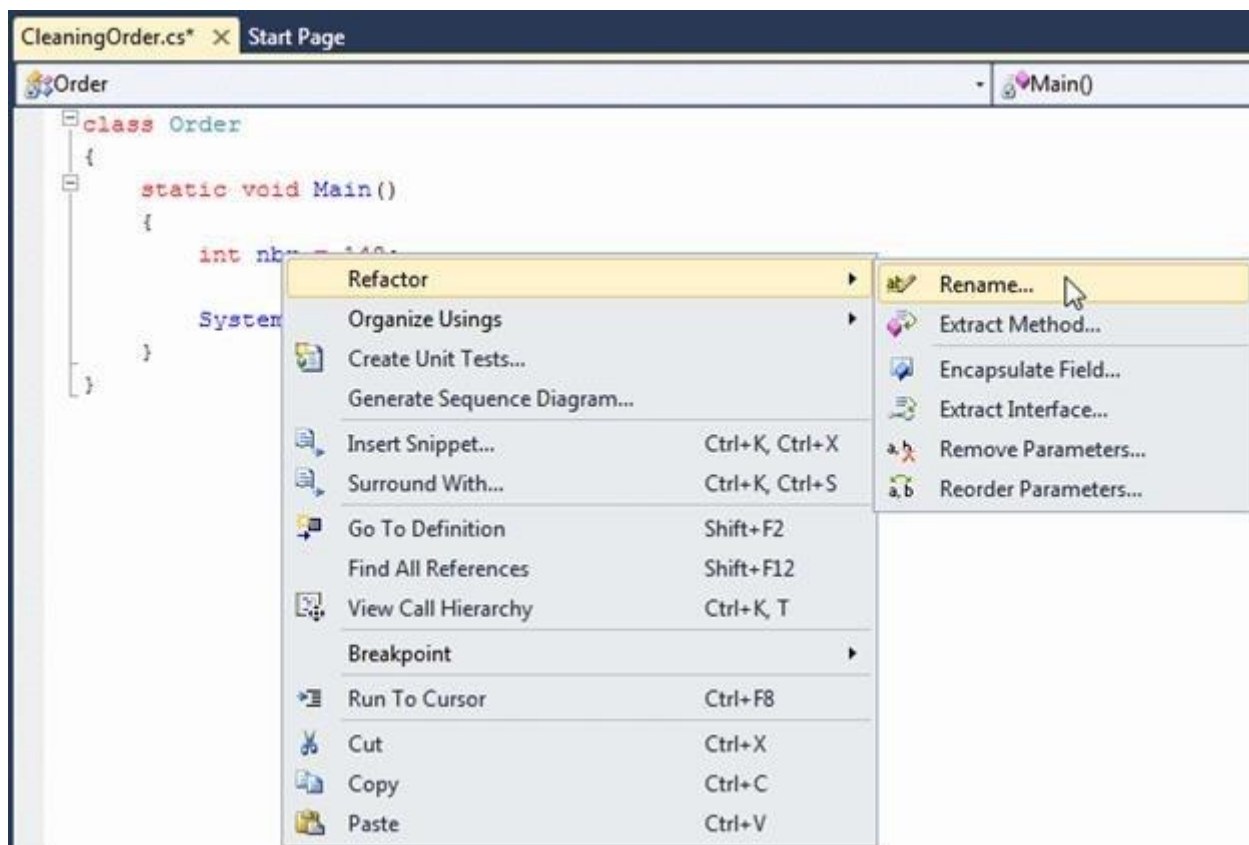 CleaningOrder.cs* Start Page
Order Main()
class Order
{
static void Main()
{
int
System
}
}
Refactor
Organize Usings
Create Unit Tests...
Generate Sequence Diagram...
Insert Snippet... Ctrl+K, Ctrl+X
Surround With... Ctrl+K, Ctrl+S
Go To Definition Shift+F2
Find All References Shift+F12
View Call Hierarchy Ctrl+K, T
Breakpoint
Run To Cursor Ctrl+F8
Cut Ctrl+X
Copy Ctrl+C
Paste Ctrl+V
Rename...
Extract Method...
Encapsulate Field...
Extract Interface...
Remove Parameters...
Reorder Parameters...